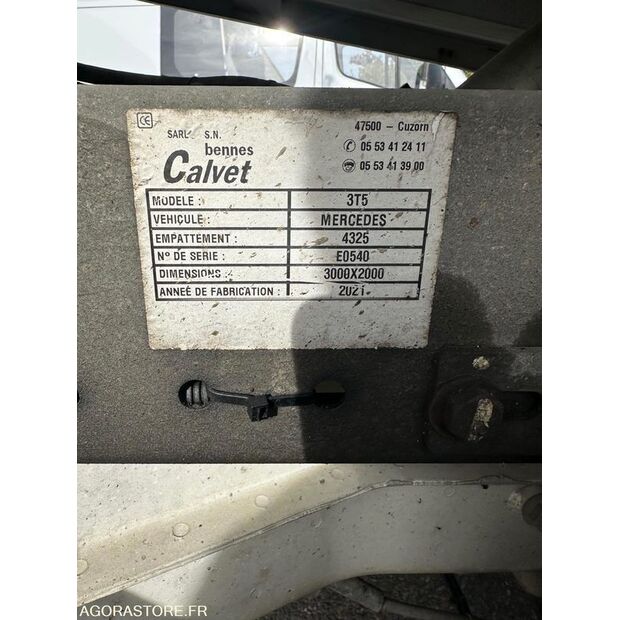 CE
SARL S.N.
bennes
Calvet
47500 - Cuzorn
05 53 41 24 11
05 53 41 39 00
MODELE : 3T5
VEHICULE : MERCEDES
EMPATTEMENT : 4325
N° DE SERIE : E0540
DIMENSIONS : 3000X2000
ANNEÉ DE FABRICATION : 2021
AGORASTORE.FR